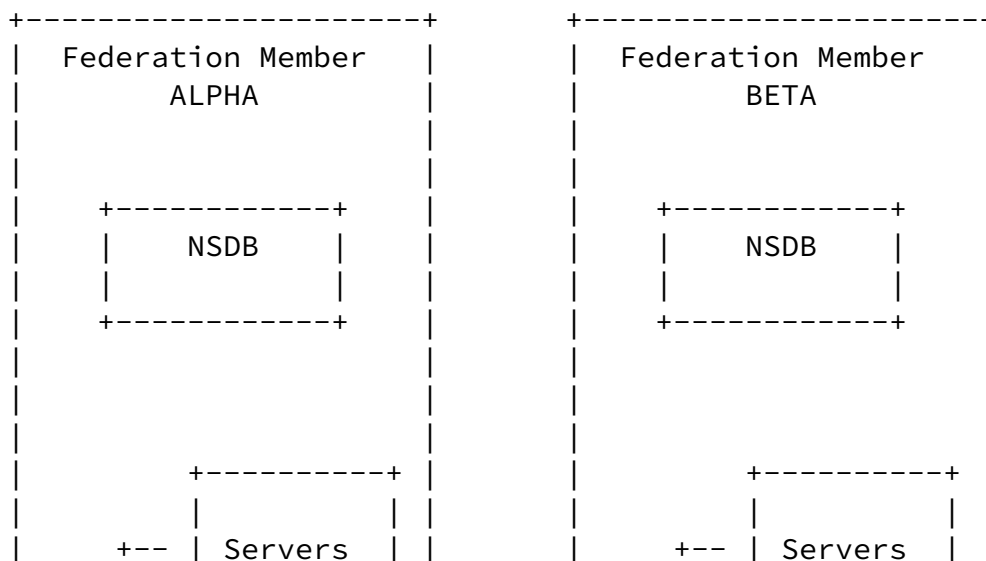 Federation Member Federation Member
ALPHA BETA
NSDB NSDB
Servers Servers